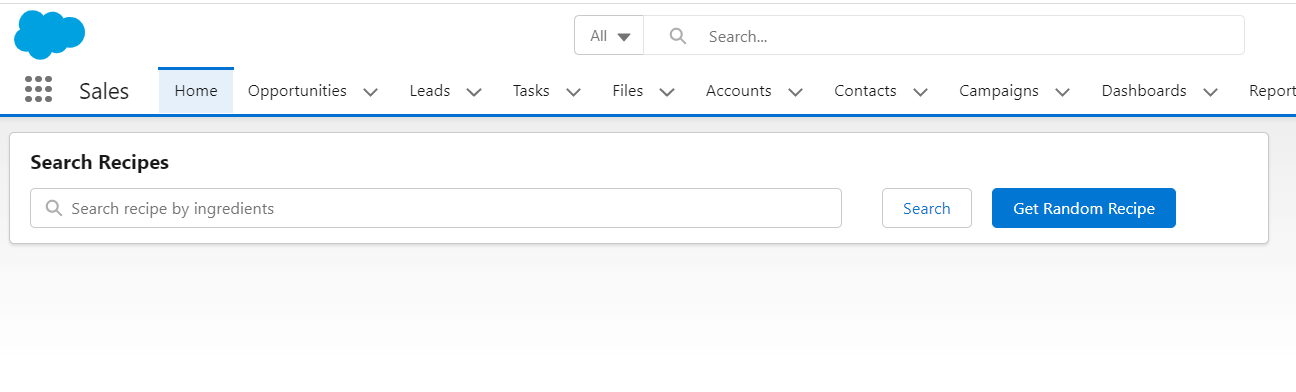 All Search...
Sales Home Opportunities Leads Tasks Files Accounts Contacts Campaigns Dashboards Report
Search Recipes
Search recipe by ingredients Search Get Random Recipe